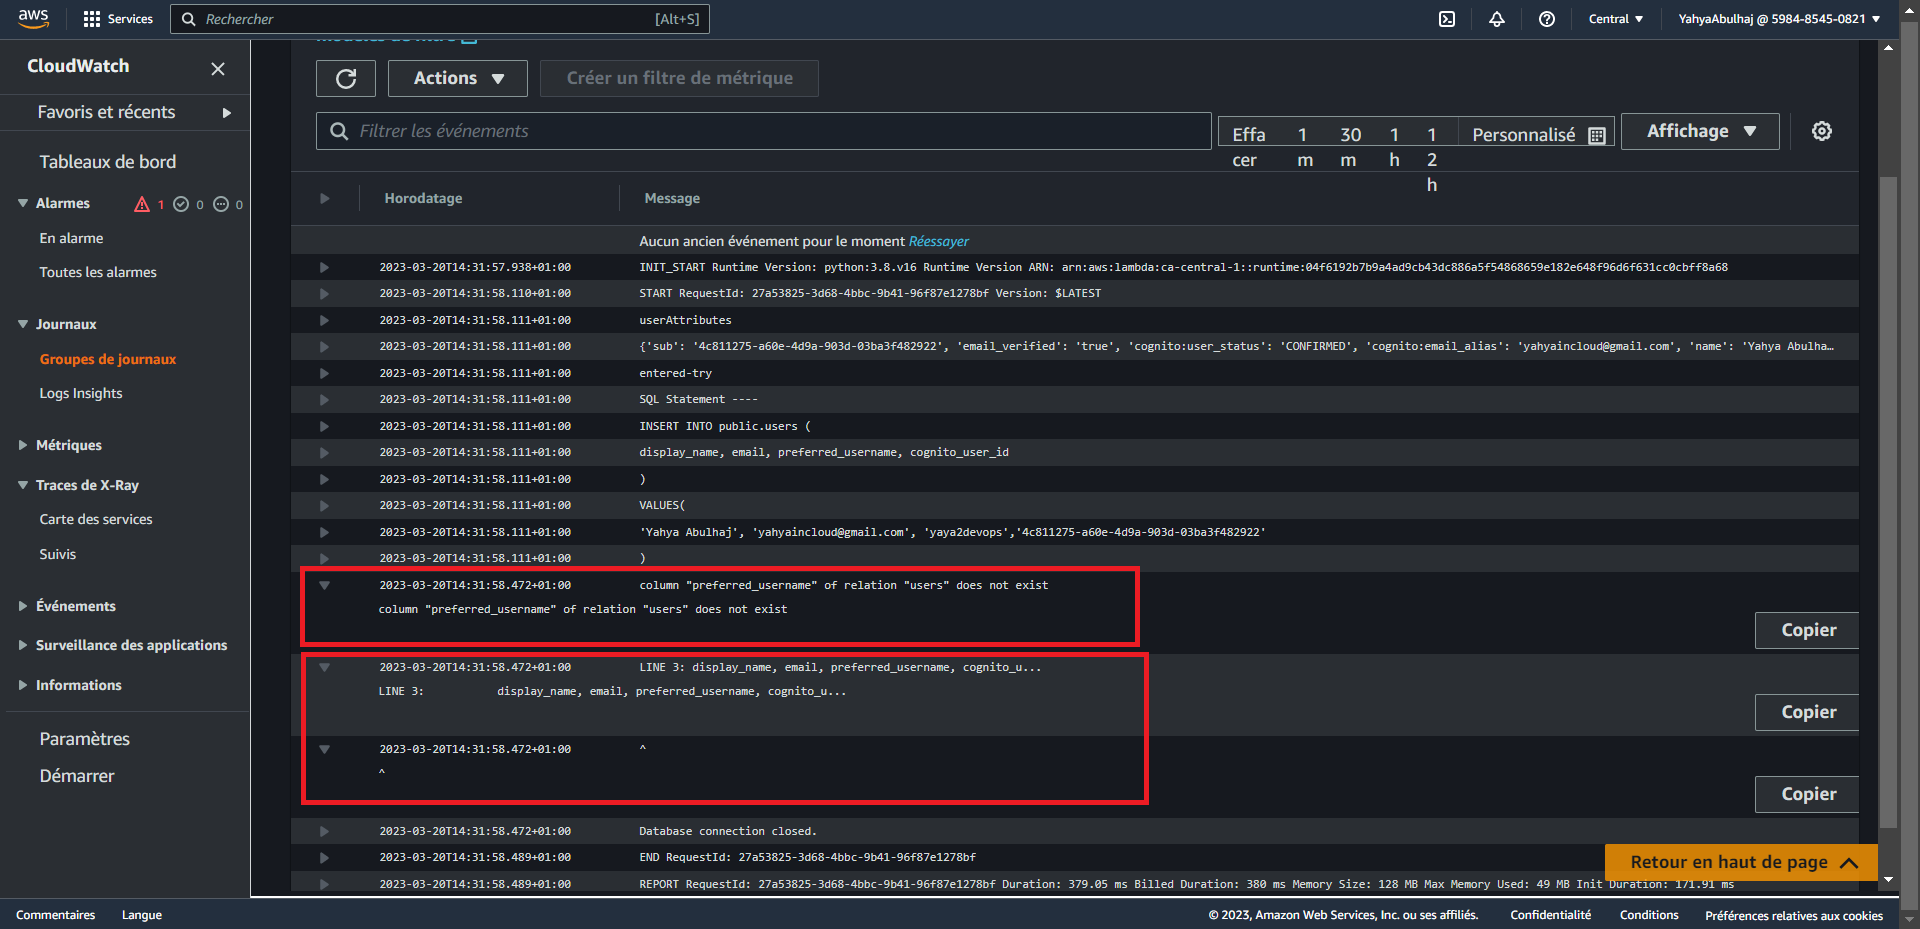 aws
Services
Rechercher
[Alt+S]
Central
YahyaAbulhaj @ 5984-8545-0821
CloudWatch
Favoris et récents
Tableaux de bord
Alarmes
1
0
0
En alarme
Toutes les alarmes
Journaux
Groupes de journaux
Logs Insights
Métriques
Traces de X-Ray
Carte des services
Suivis
Événements
Surveillance des applications
Informations
Paramètres
Démarrer
Actions
Créer un filtre de métrique
Filtrer les événements
Effa
cer
1
m
30
m
1
h
1
2
h
Personnalisé
Affichage
Horodatage
Message
Aucun ancien événement pour le moment Réessayer
2023-03-20T14:31:57.938+01:00 INIT_START Runtime Version: python:3.8.v16 Runtime Version ARN: arn:aws:lambda:ca-central-1::runtime:04f6192b7b9a4ad9cb43dc886a5f54868659e182e648f96d6f631cc0cbff8a68
2023-03-20T14:31:58.110+01:00 START RequestId: 27a53825-3d68-4bbc-9b41-96f87e1278bf Version: $LATEST
2023-03-20T14:31:58.111+01:00 userAttributes
2023-03-20T14:31:58.111+01:00 {'sub': '4c811275-a60e-4d9a-903d-03ba3f482922', 'email_verified': 'true', 'cognito:user_status': 'CONFIRMED', 'cognito:email_alias': 'yahyaincloud@gmail.com', 'name': 'Yahya Abulha…
2023-03-20T14:31:58.111+01:00 entered-try
2023-03-20T14:31:58.111+01:00 SQL Statement ----
2023-03-20T14:31:58.111+01:00 INSERT INTO public.users (
2023-03-20T14:31:58.111+01:00 display_name, email, preferred_username, cognito_user_id
2023-03-20T14:31:58.111+01:00 )
2023-03-20T14:31:58.111+01:00 VALUES(
2023-03-20T14:31:58.111+01:00 'Yahya Abulhaj', 'yahyaincloud@gmail.com', 'yaya2devops','4c811275-a60e-4d9a-903d-03ba3f482922'
2023-03-20T14:31:58.111+01:00 )
2023-03-20T14:31:58.472+01:00 column "preferred_username" of relation "users" does not exist
column "preferred_username" of relation "users" does not exist
Copier
2023-03-20T14:31:58.472+01:00 LINE 3: display_name, email, preferred_username, cognito_u...
LINE 3: display_name, email, preferred_username, cognito_u...
Copier
2023-03-20T14:31:58.472+01:00 ^
^
Copier
2023-03-20T14:31:58.472+01:00 Database connection closed.
2023-03-20T14:31:58.489+01:00 END RequestId: 27a53825-3d68-4bbc-9b41-96f87e1278bf
2023-03-20T14:31:58.489+01:00 REPORT RequestId: 27a53825-3d68-4bbc-9b41-96f87e1278bf Duration: 379.05 ms Billed Duration: 380 ms Memory Size: 128 MB Max Memory Used: 49 MB Init Duration: 171.91 ms
Retour en haut de page
Commentaires
Langue
© 2023, Amazon Web Services, Inc. ou ses affiliés.
Confidentialité
Conditions
Préférences relatives aux cookies